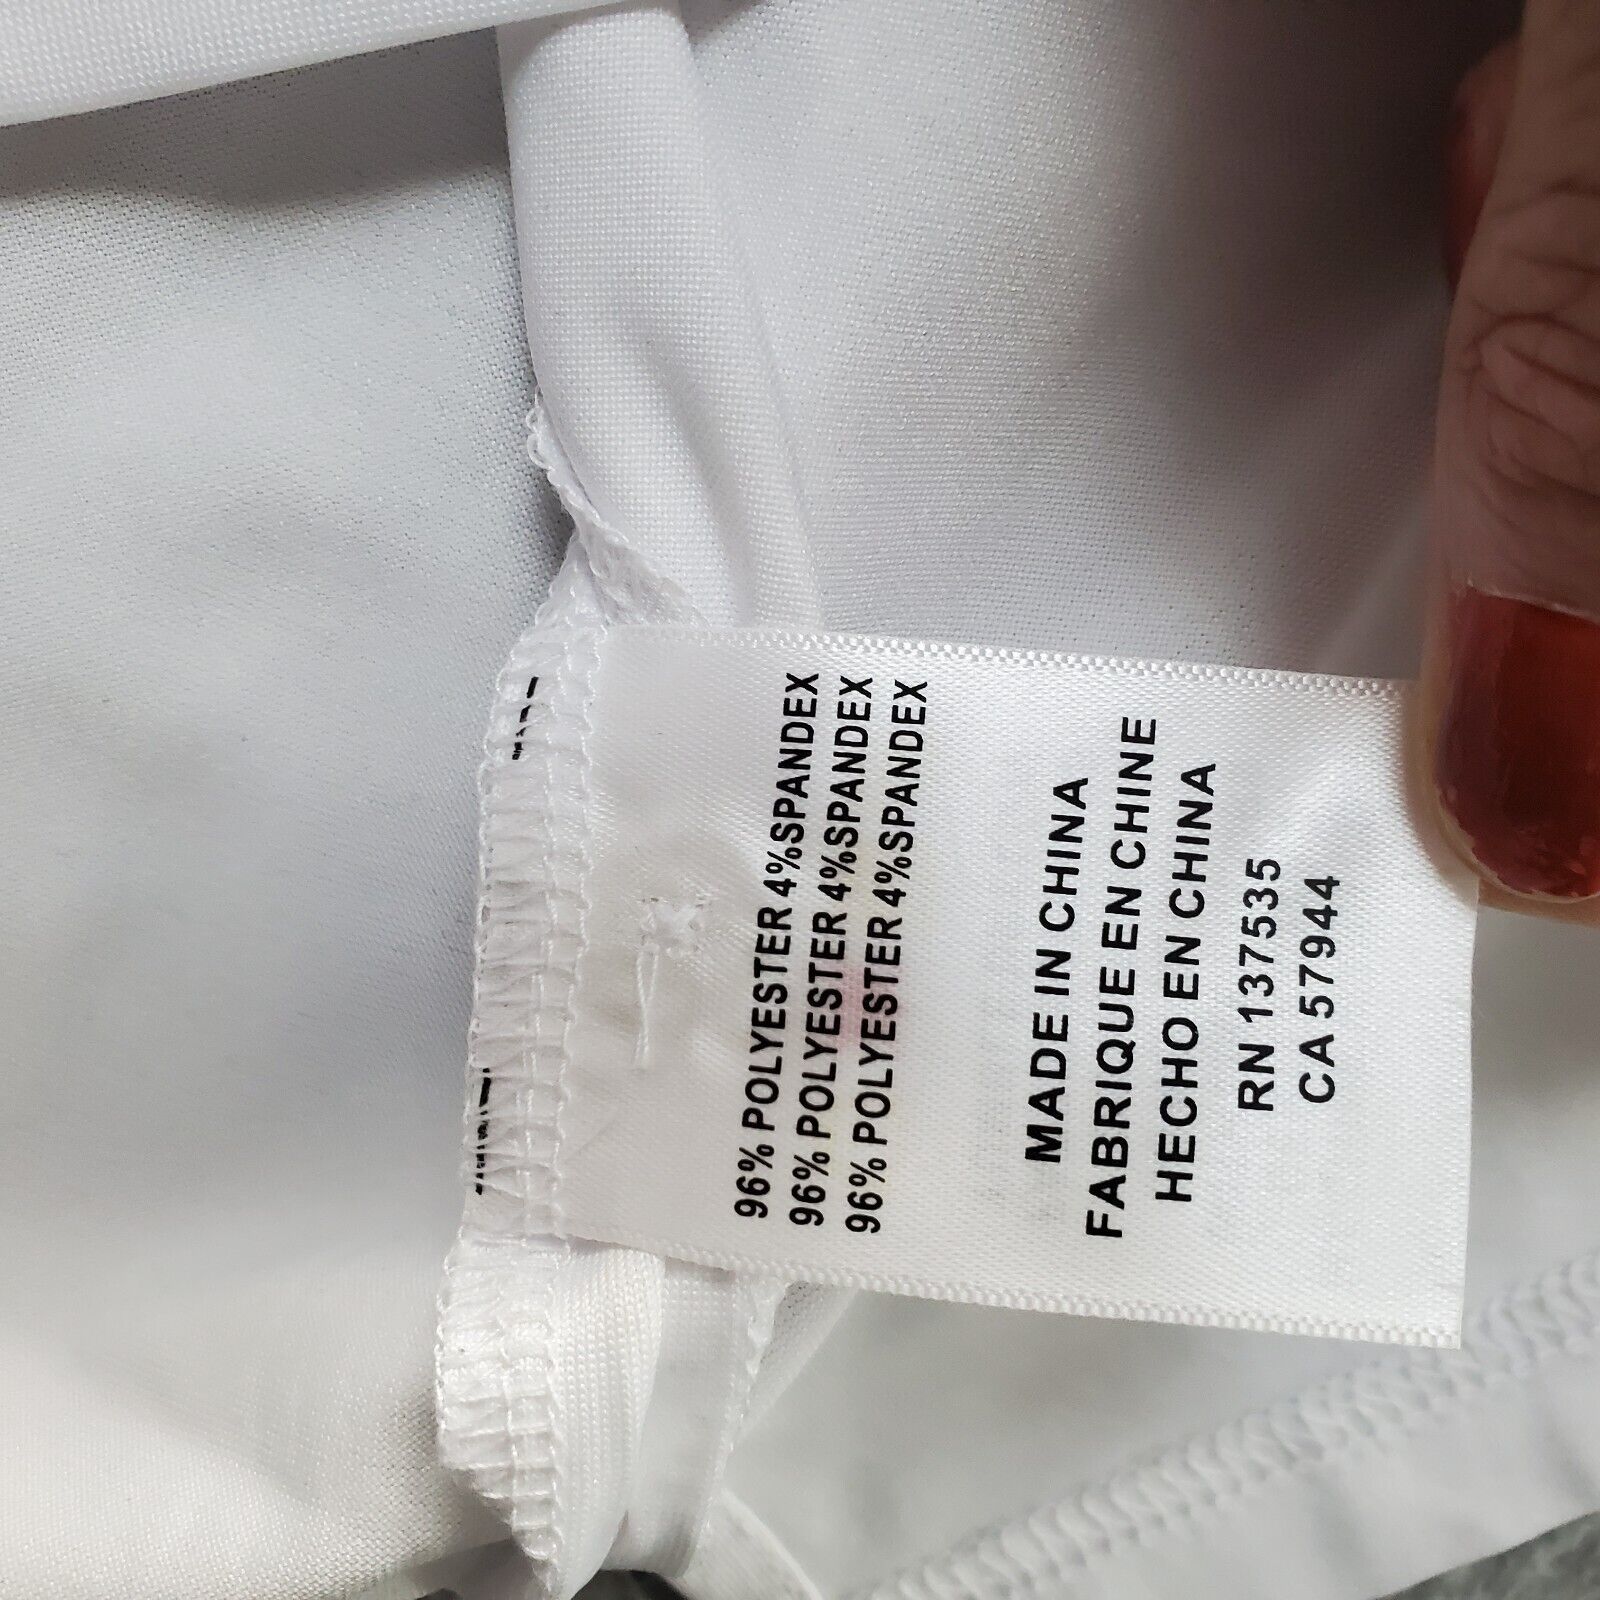 96% POLYESTER 4%SPANDEX
96% POLYESTER 4%SPANDEX
96% POLYESTER 4%SPANDEX
MADE IN CHINA
FABRIQUE EN CHINE
HECHO EN CHINA
RN 137535
CA 57944